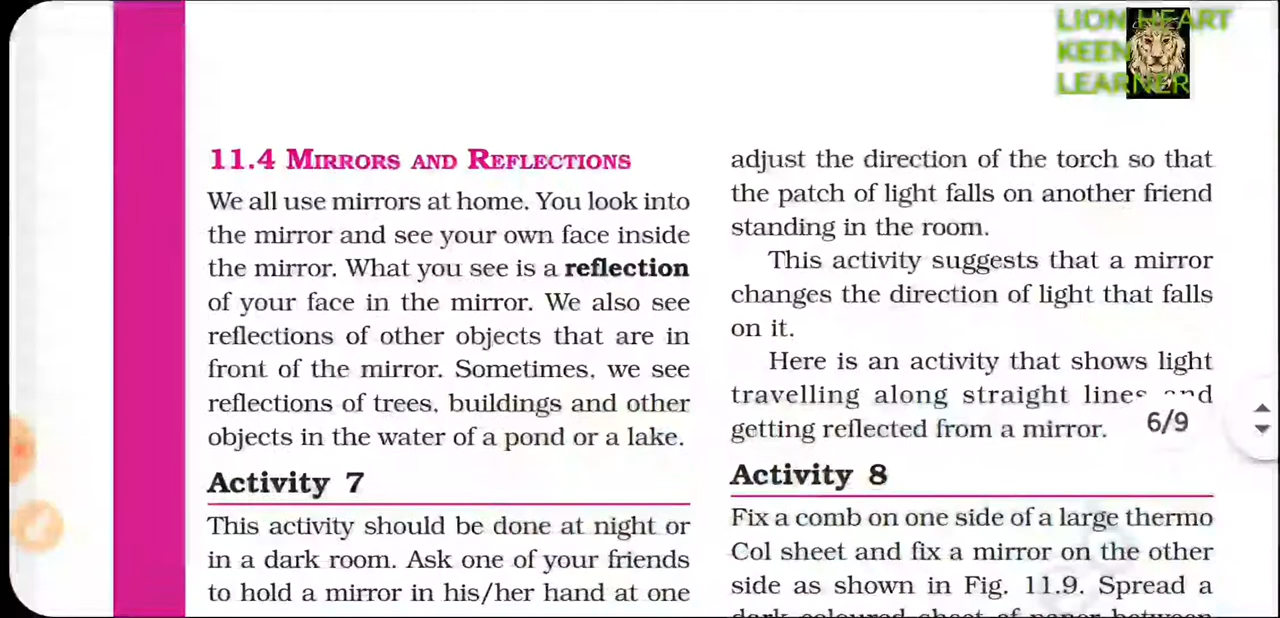 LION HEART
KEEN
LEARNER
11.4 MIRRORS AND REFLECTIONS
We all use mirrors at home. You look into
the mirror and see your own face inside
the mirror. What you see is a reflection
of your face in the mirror. We also see
reflections of other objects that are in
front of the mirror. Sometimes, we see
reflections of trees, buildings and other
objects in the water of a pond or a lake.
Activity 7
This activity should be done at night or
in a dark room. Ask one of your friends
to hold a mirror in his/her hand at one
adjust the direction of the torch so that
the patch of light falls on another friend
standing in the room.
This activity suggests that a mirror
changes the direction of light that falls
on it.
Here is an activity that shows light
travelling along straight lines and
getting reflected from a mirror.
6/9
Activity 8
Fix a comb on one side of a large thermo
Col sheet and fix a mirror on the other
side as shown in Fig. 11.9. Spread a
dark coloured sheet of paper between